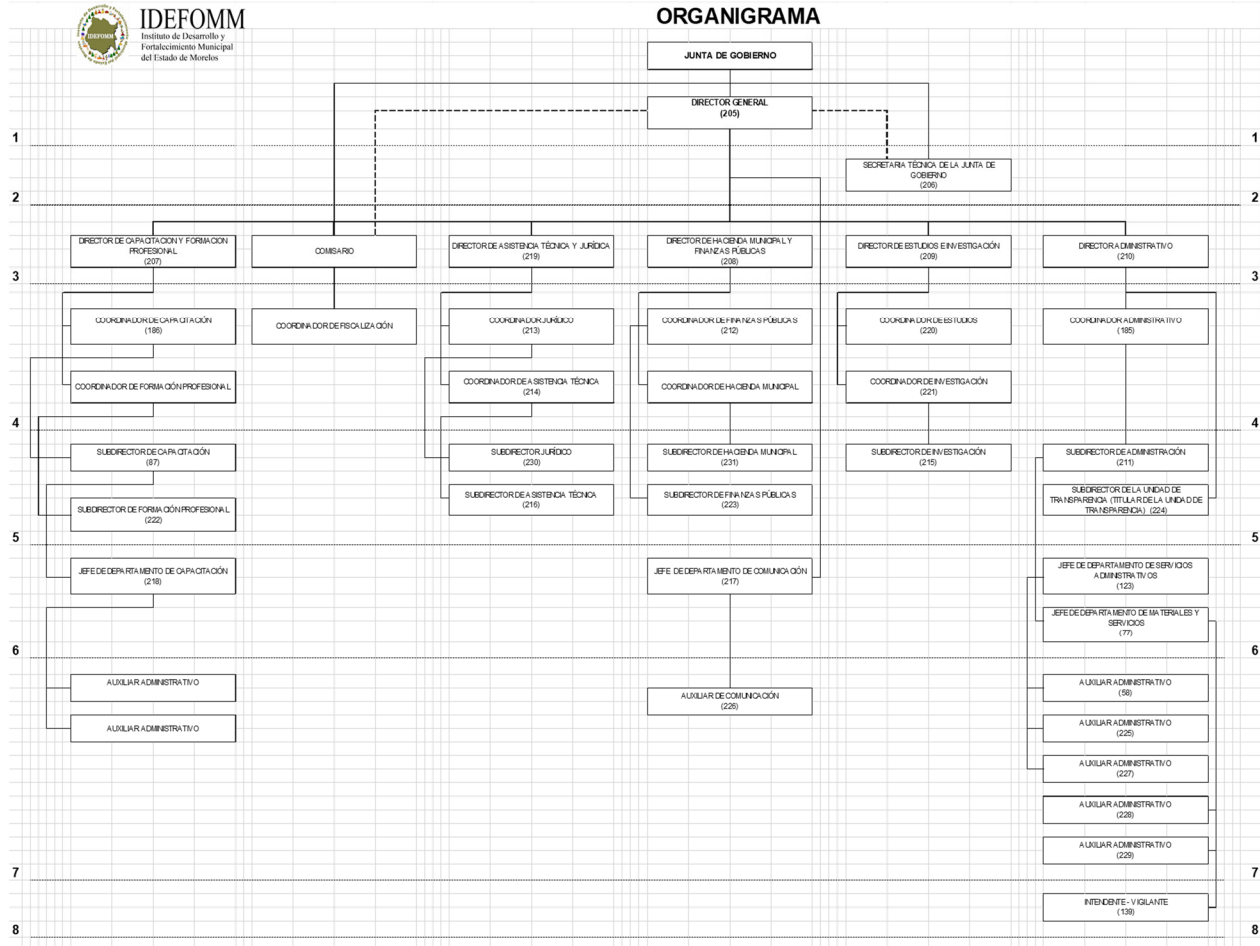 IDEFOMM
Instituto de Desarrollo y
Fortalecimiento Municipal
del Estado de Morelos
IDEFOMM
ORGANIGRAMA
JUNTA DE GOBIERNO
DIRECTOR GENERAL
(205)
1
1
SECRETARIA TÉCNICA DE LA JUNTA DE
GOBIERNO
(206)
2
2
DIRECTOR DE CAPACITACION Y FORMACION
PROFESIONAL
(207)
COMISARIO
DIRECTOR DE ASISTENCIA TÉCNICA Y JURÍDICA
(219)
DIRECTOR DE HACIENDA MUNICIPAL Y
FINANZAS PÚBLICAS
(208)
DIRECTOR DE ESTUDIOS E INVESTIGACIÓN
(209)
DIRECTOR ADMINISTRATIVO
(210)
3
3
COORDINADOR DE CAPACITACIÓN
(186)
COORDINADOR DE FISCALIZACIÓN
COORDINADOR JURÍDICO
(213)
COORDINADOR DE FINANZAS PÚBLICAS
(212)
COORDINADOR DE ESTUDIOS
(220)
COORDINADOR ADMINISTRATIVO
(185)
COORDINADOR DE FORMACIÓN PROFESIONAL
COORDINADOR DE ASISTENCIA TÉCNICA
(214)
COORDINADOR DE HACIENDA MUNICIPAL
COORDINADOR DE INVESTIGACIÓN
(221)
4
4
SUBDIRECTOR DE CAPACITACIÓN
(87)
SUBDIRECTOR JURÍDICO
(230)
SUBDIRECTOR DE HACIENDA MUNICIPAL
(231)
SUBDIRECTOR DE INVESTIGACIÓN
(215)
SUBDIRECTOR DE ADMINISTRACIÓN
(211)
SUBDIRECTOR DE FORMACIÓN PROFESIONAL
(222)
SUBDIRECTOR DE ASISTENCIA TÉCNICA
(216)
SUBDIRECTOR DE FINANZAS PÚBLICAS
(223)
SUBDIRECTOR DE LA UNIDAD DE
TRANSPARENCIA (TITULAR DE LA UNIDAD DE
TRANSPARENCIA) (224)
5
5
JEFE DE DEPARTAMENTO DE CAPACITACIÓN
(218)
JEFE DE DEPARTAMENTO DE COMUNICACIÓN
(217)
JEFE DE DEPARTAMENTO DE SERVICIOS
ADMINISTRATIVOS
(123)
JEFE DE DEPARTAMENTO DE MATERIALES Y
SERVICIOS
(77)
6
6
AUXILIAR ADMINISTRATIVO
AUXILIAR DE COMUNICACIÓN
(226)
AUXILIAR ADMINISTRATIVO
(58)
AUXILIAR ADMINISTRATIVO
AUXILIAR ADMINISTRATIVO
(225)
AUXILIAR ADMINISTRATIVO
(227)
AUXILIAR ADMINISTRATIVO
(228)
AUXILIAR ADMINISTRATIVO
(229)
7
7
INTENDENTE - VIGILANTE
(139)
8
8